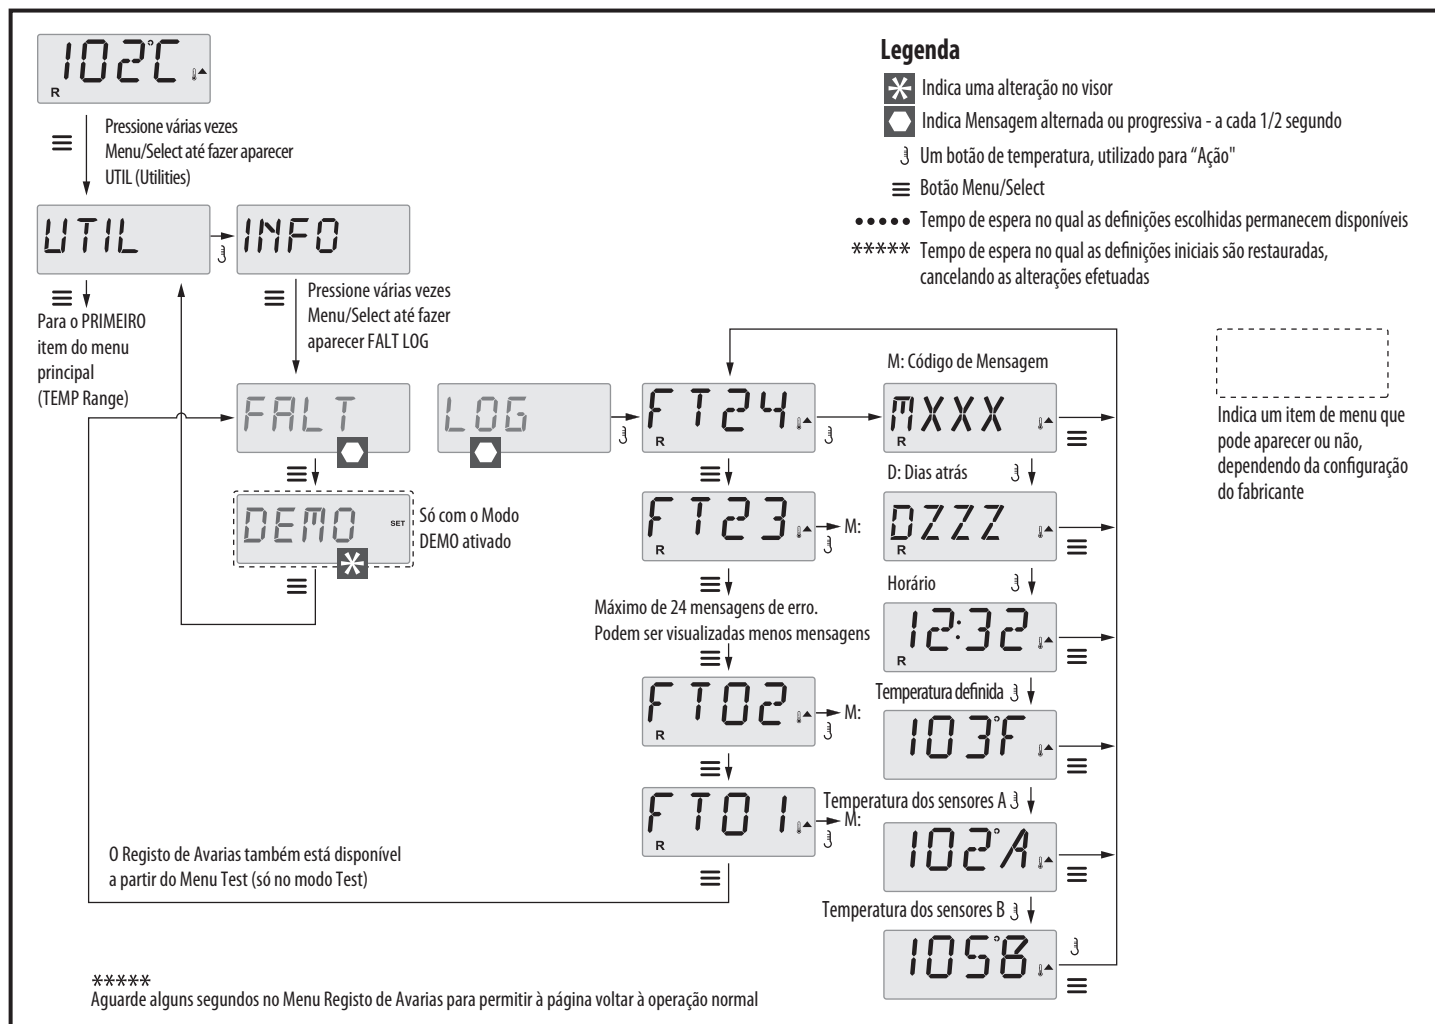 102°C
R
Pressione várias vezes
Menu/Select até fazer aparecer
UTIL (Utilities)
UTIL
INFO
Para o PRIMEIRO
item do menu
principal
(TEMP Range)
Pressione várias vezes
Menu/Select até fazer
aparecer FALT LOG
Legenda
Indica uma alteração no visor
Indica Mensagem alternada ou progressiva - a cada 1/2 segundo
Um botão de temperatura, utilizado para “Ação"
Botão Menu/Select
••••• Tempo de espera no qual as definições escolhidas permanecem disponíveis
***** Tempo de espera no qual as definições iniciais são restauradas,
cancelando as alterações efetuadas
Indica um item de menu que
pode aparecer ou não,
dependendo da configuração
do fabricante
FALT
LOG
DEMO
SET
Só com o Modo
DEMO ativado
FT24
R
FT23
R
M:
Máximo de 24 mensagens de erro.
Podem ser visualizadas menos mensagens
FT02
R
M:
FT01
R
M:
M: Código de Mensagem
MXXX
R
D: Dias atrás
DZZZ
R
Horário
12:32
R
Temperatura definida
103°F
Temperatura dos sensores A
102°A
Temperatura dos sensores B
105°B
O Registo de Avarias também está disponível
a partir do Menu Test (só no modo Test)
*****
Aguarde alguns segundos no Menu Registo de Avarias para permitir à página voltar à operação normal